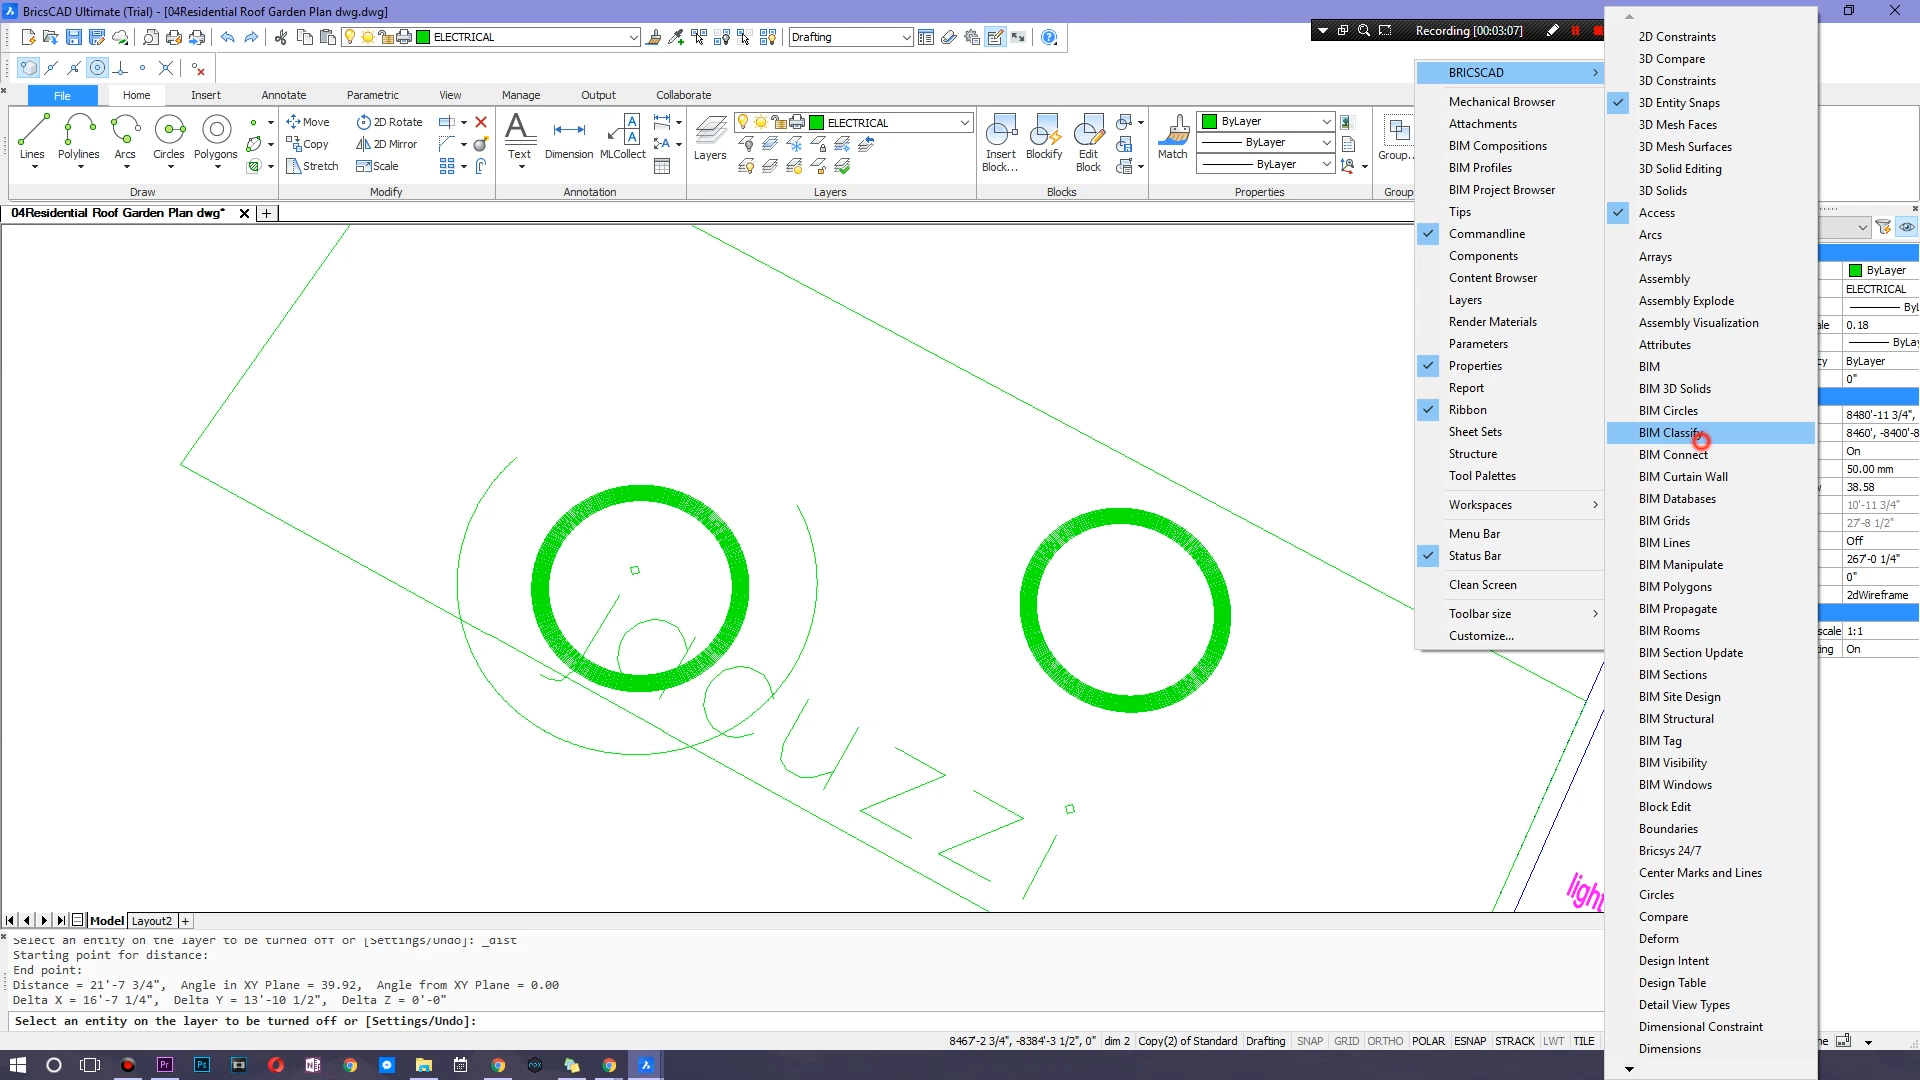 BricsCAD Ultimate (Trial) - [04Residential Roof Garden Plan dwg.dwg]
ELECTRICAL
Drafting
Recording [00:03:07]
File
Home
Insert
Annotate
Parametric
View
Manage
Output
Collaborate
Lines
Polylines
Arcs
Circles
Polygons
Draw
Move
Copy
Stretch
2D Rotate
2D Mirror
Scale
Modify
Text
Dimension
MLCollect
Annotation
Layers
ELECTRICAL
Layers
Insert Block...
Blockify
Edit Block
Blocks
Match
ByLayer
ByLayer
ByLayer
Properties
Group...
Group
04Residential Roof Garden Plan dwg*
Jacuzzi
light
BRICSCAD
Mechanical Browser
Attachments
BIM Compositions
BIM Profiles
BIM Project Browser
Tips
Commandline
Components
Content Browser
Layers
Render Materials
Parameters
Properties
Report
Ribbon
Sheet Sets
Structure
Tool Palettes
Workspaces
Menu Bar
Status Bar
Clean Screen
Toolbar size
Customize...
2D Constraints
3D Compare
3D Constraints
3D Entity Snaps
3D Mesh Faces
3D Mesh Surfaces
3D Solid Editing
3D Solids
Access
Arcs
Arrays
Assembly
Assembly Explode
Assembly Visualization
Attributes
BIM
BIM 3D Solids
BIM Circles
BIM Classify
BIM Connect
BIM Curtain Wall
BIM Databases
BIM Grids
BIM Lines
BIM Manipulate
BIM Polygons
BIM Propagate
BIM Rooms
BIM Section Update
BIM Sections
BIM Site Design
BIM Structural
BIM Tag
BIM Visibility
BIM Windows
Block Edit
Boundaries
Bricsys 24/7
Center Marks and Lines
Circles
Compare
Deform
Design Intent
Design Table
Detail View Types
Dimensional Constraint
Dimensions
ByLayer
ELECTRICAL
0.18
ByLayer
0"
8480'-11 3/4",
8460', -8400'-8
On
50.00 mm
38.58
10'-11 3/4"
27'-8 1/2"
Off
267'-0 1/4"
0"
2dWireframe
1:1
On
Model
Layout2
Select an entity on the layer to be turned off or [Settings/Undo]: _dist
Starting point for distance:
End point:
Distance = 21'-7 3/4", Angle in XY Plane = 39.92, Angle from XY Plane = 0.00
Delta X = 16'-7 1/4", Delta Y = 13'-10 1/2", Delta Z = 0'-0"
Select an entity on the layer to be turned off or [Settings/Undo]:
8467'-2 3/4", -8384'-3 1/2", 0" dim 2 Copy(2) of Standard Drafting SNAP GRID ORTHO POLAR ESNAP STRACK LWT TILE